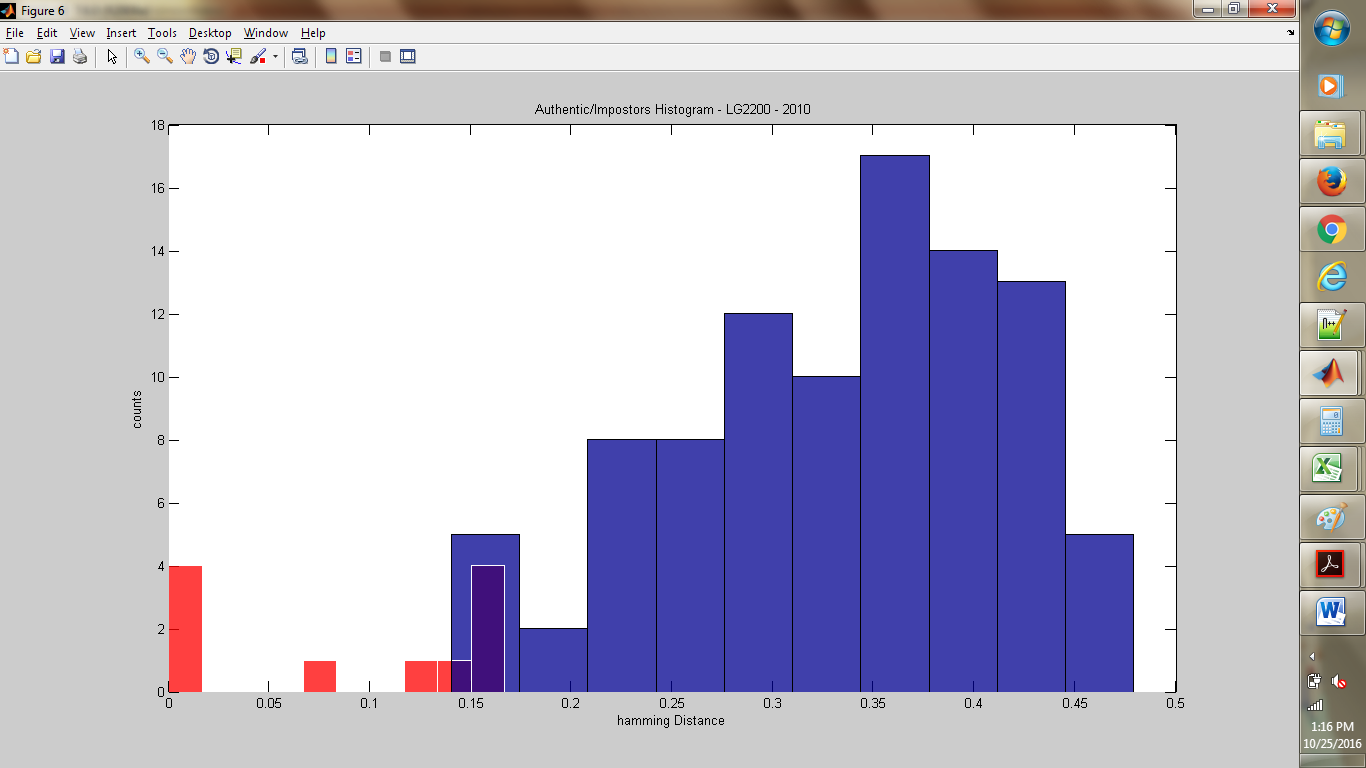 Figure 6
File Edit View Insert Tools Desktop Window Help
Authentic/Impostors Histogram - LG2200 - 2010
18
16
14
12
10
8
6
4
2
0
counts
0 0.05 0.1 0.15 0.2 0.25 0.3 0.35 0.4 0.45 0.5
hamming Distance
1:16 PM
10/25/2016